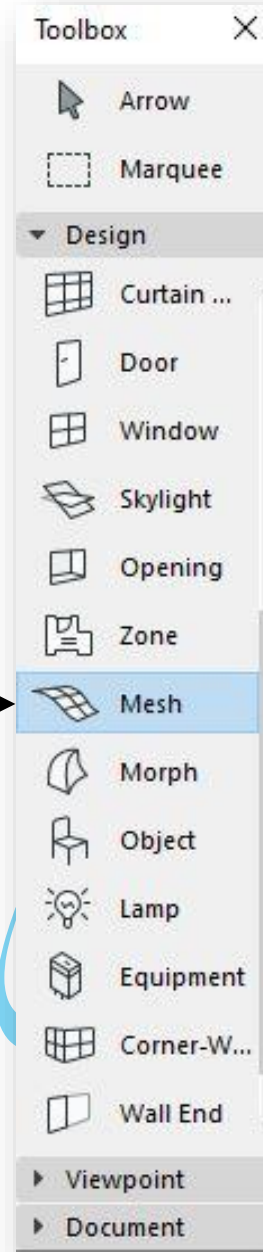 Toolbox
Arrow
Marquee
Design
Curtain ...
Door
Window
Skylight
Opening
Zone
Mesh
Morph
Object
Lamp
Equipment
Corner-W...
Wall End
Viewpoint
Document